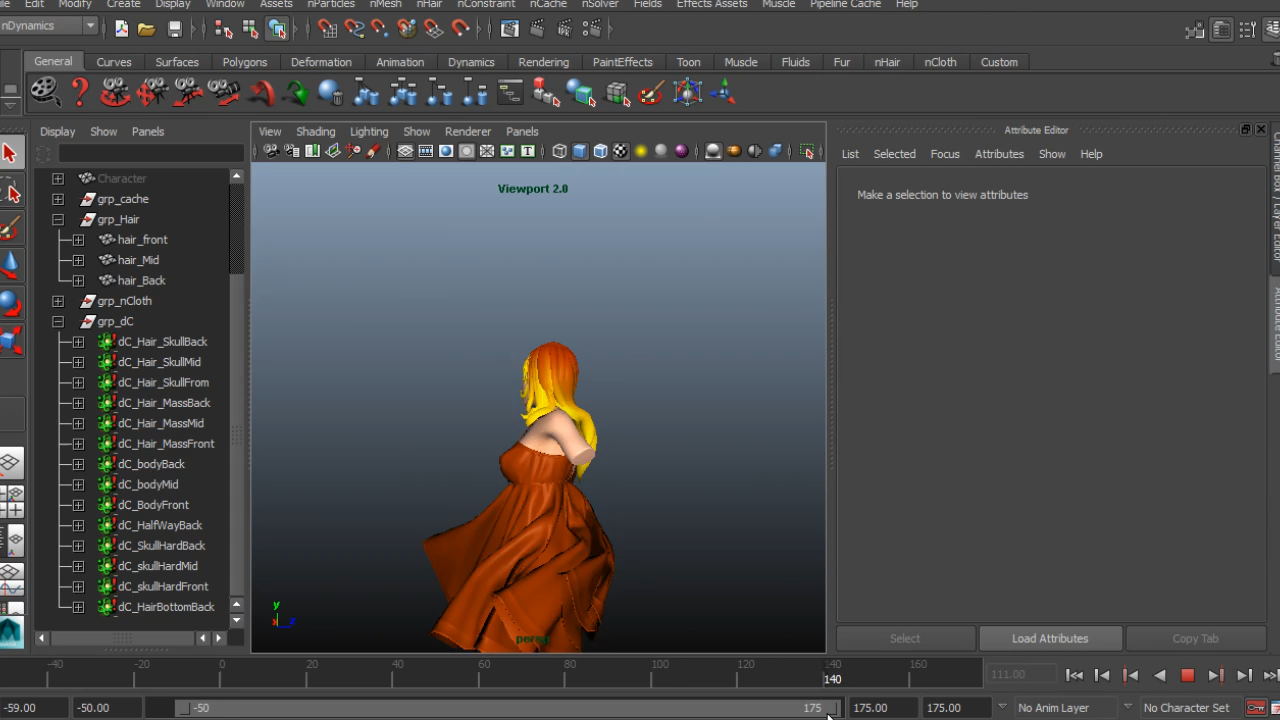 Edit Modify Create Display Window Assets nParticles nMesh nHair nConstraint nCache nSolver Fields Effects Assets Muscle Pipeline Cache Help
nDynamics
General Curves Surfaces Polygons Deformation Animation Dynamics Rendering PaintEffects Toon Muscle Fluids Fur nHair nCloth Custom
Display Show Panels
View Shading Lighting Show Renderer Panels
Attribute Editor
List Selected Focus Attributes Show Help
Make a selection to view attributes
Character
grp_cache
grp_Hair
hair_front
hair_Mid
hair_Back
grp_nCloth
grp_dC
dC_Hair_SkullBack
dC_Hair_SkullMid
dC_Hair_SkullFrom
dC_Hair_MassBack
dC_Hair_MassMid
dC_Hair_MassFront
dC_bodyBack
dC_bodyMid
dC_BodyFront
dC_HalfWayBack
dC_SkullHardBack
dC_skullHardMid
dC_skullHardFront
dC_HairBottomBack
Viewport 2.0
y
x z
persp
Channel Box / Layer Editor
Attribute Editor
Select Load Attributes Copy Tab
-40 -20 0 20 40 60 80 100 120 140 160
140
111.00
-59.00 -50.00 -50 175 175.00 175.00 No Anim Layer No Character Set